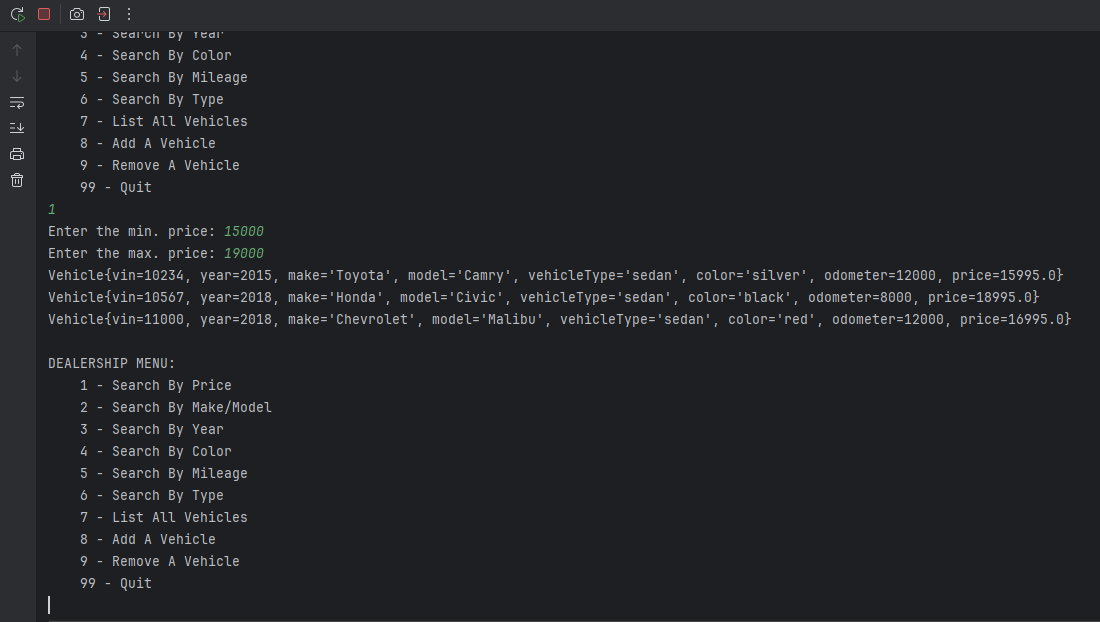 3 - Search By Year
4 - Search By Color
5 - Search By Mileage
6 - Search By Type
7 - List All Vehicles
8 - Add A Vehicle
9 - Remove A Vehicle
99 - Quit
1
Enter the min. price: 15000
Enter the max. price: 19000
Vehicle{vin=10234, year=2015, make='Toyota', model='Camry', vehicleType='sedan', color='silver', odometer=12000, price=15995.0}
Vehicle{vin=10567, year=2018, make='Honda', model='Civic', vehicleType='sedan', color='black', odometer=8000, price=18995.0}
Vehicle{vin=11000, year=2018, make='Chevrolet', model='Malibu', vehicleType='sedan', color='red', odometer=12000, price=16995.0}
DEALERSHIP MENU:
1 - Search By Price
2 - Search By Make/Model
3 - Search By Year
4 - Search By Color
5 - Search By Mileage
6 - Search By Type
7 - List All Vehicles
8 - Add A Vehicle
9 - Remove A Vehicle
99 - Quit